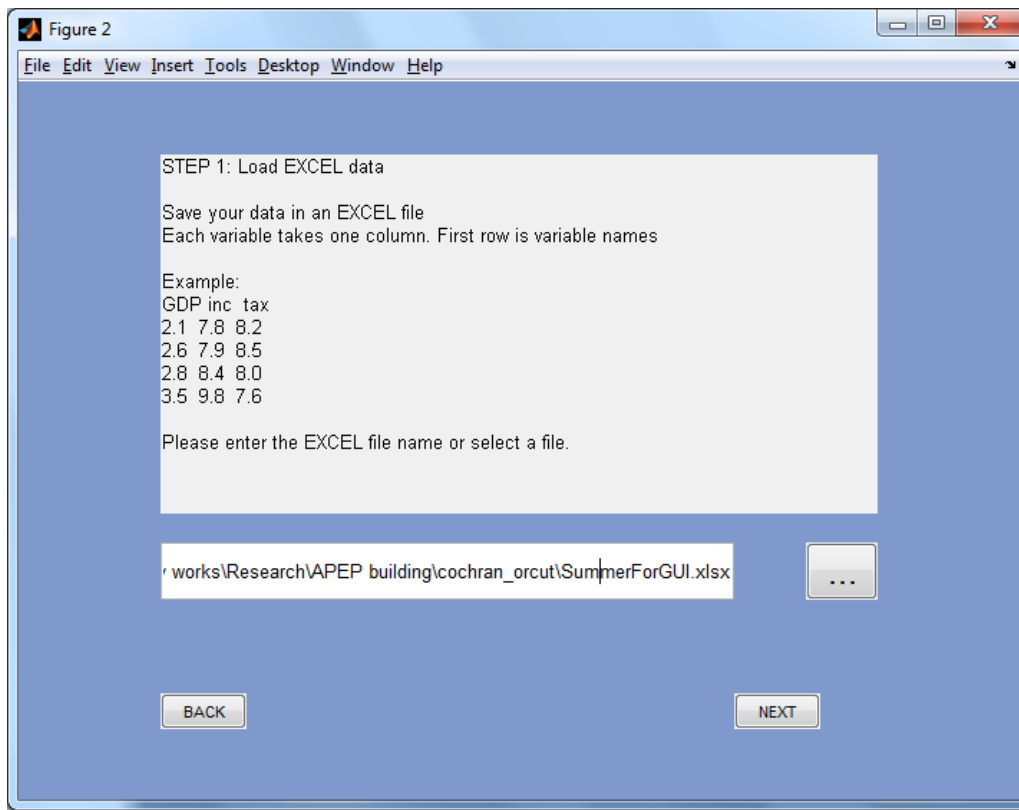 Figure 2
File Edit View Insert Tools Desktop Window Help
STEP 1: Load EXCEL data
Save your data in an EXCEL file
Each variable takes one column. First row is variable names
Example:
GDP inc tax
2.1 7.8 8.2
2.6 7.9 8.5
2.8 8.4 8.0
3.5 9.8 7.6
Please enter the EXCEL file name or select a file.
works\Research\APEP building\cochran_orcut\SummerForGUI.xlsx
...
BACK
NEXT